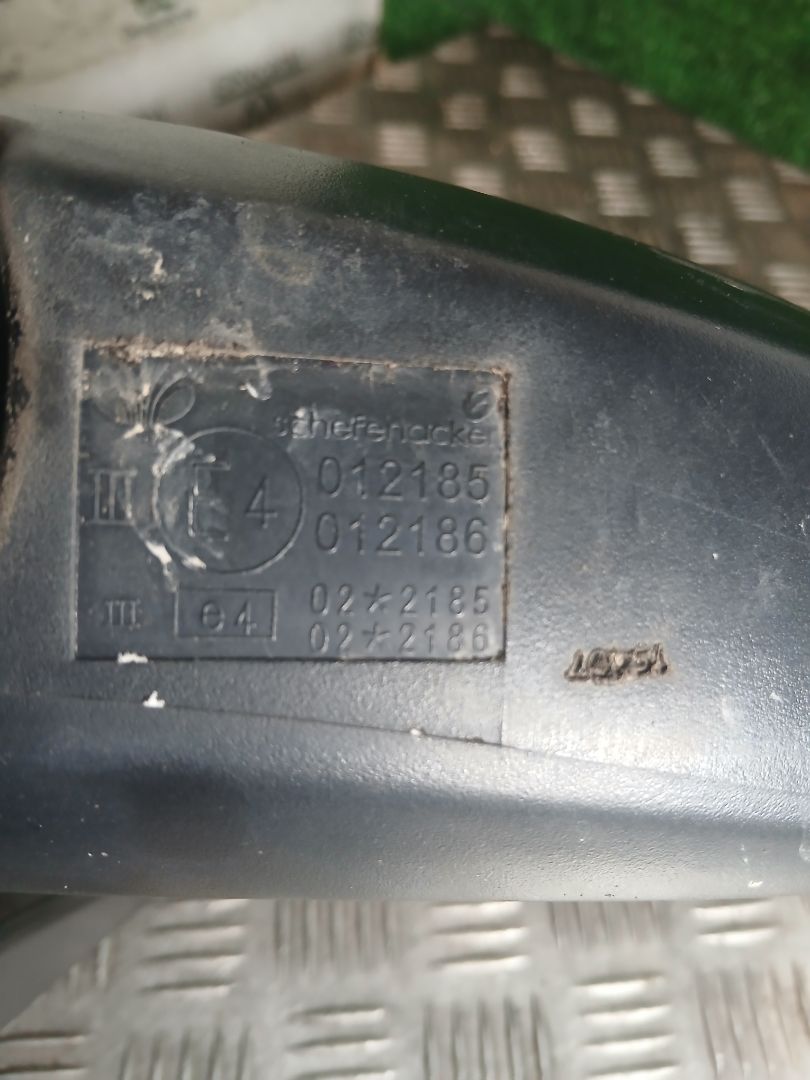 schefenacker
III E4 012185
012186
III e4 02*2185
02*2186